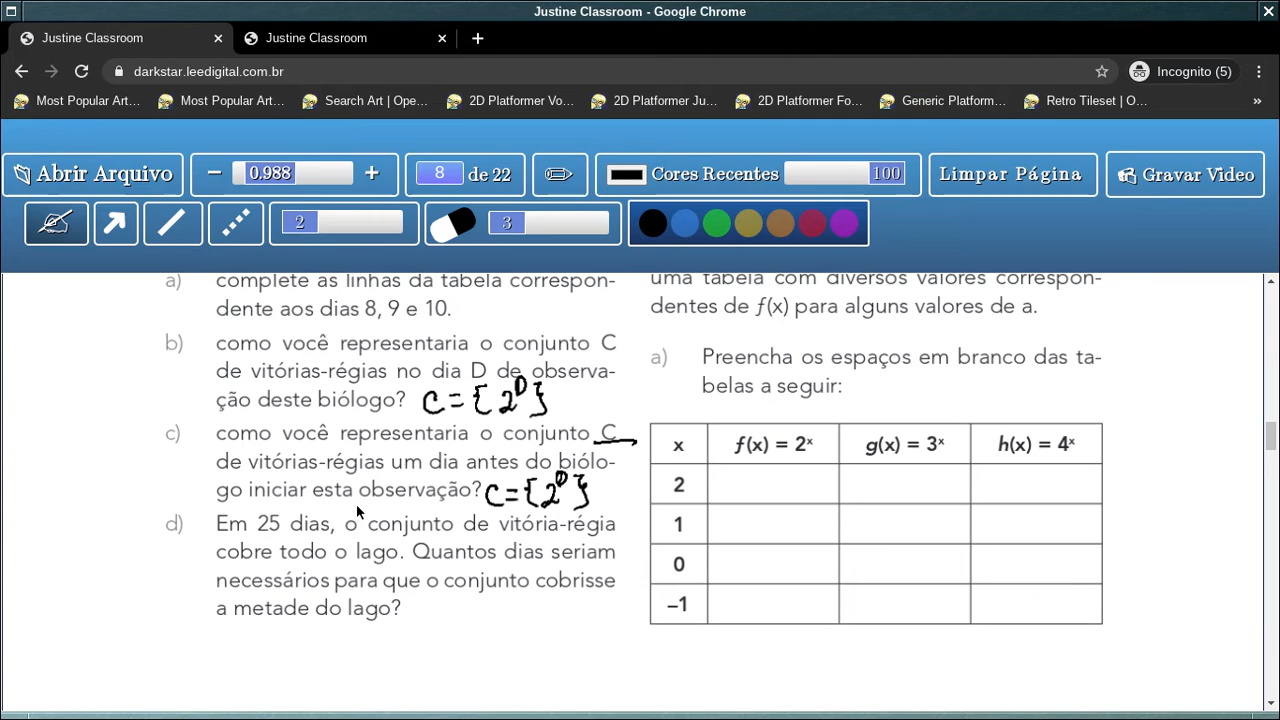 Justine Classroom - Google Chrome
Justine Classroom
Justine Classroom
darkstar.leedigital.com.br
Incognito (5)
Most Popular Art...
Most Popular Art...
Search Art | Ope...
2D Platformer Vo...
2D Platformer Ju...
2D Platformer Fo...
Generic Platform...
Retro Tileset | O...
Abrir Arquivo
0.988
8 de 22
Cores Recentes
100
Limpar Página
Gravar Video
2
3
a) complete as linhas da tabela correspon-
dente aos dias 8, 9 e 10.
b) como você representaria o conjunto C
de vitórias-régias no dia D de observa-
ção deste biólogo? C = { 2^D }
c) como você representaria o conjunto C
de vitórias-régias um dia antes do biólo-
go iniciar esta observação? C = { 2^0 }
d) Em 25 dias, o conjunto de vitória-régia
cobre todo o lago. Quantos dias seriam
necessários para que o conjunto cobrisse
a metade do lago?
uma tabela com diversos valores correspon-
dentes de f(x) para alguns valores de a.
a) Preencha os espaços em branco das ta-
belas a seguir:
x f(x) = 2ˣ g(x) = 3ˣ h(x) = 4ˣ
2
1
0
–1